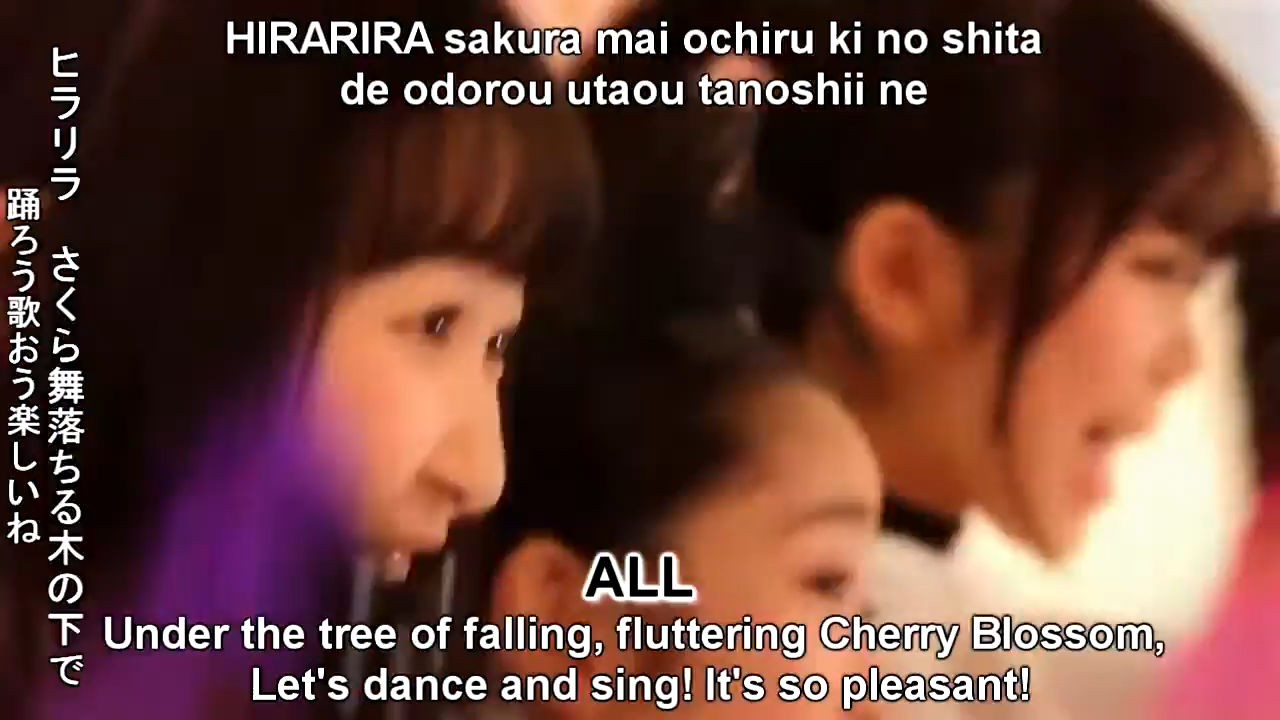 HIRARIRA sakura mai ochiru ki no shita
de odorou utaou tanoshii ne
ヒラリラ　さくら舞落ちる木の下で
踊ろう歌おう楽しいね
ALL
Under the tree of falling, fluttering Cherry Blossom,
Let's dance and sing! It's so pleasant!